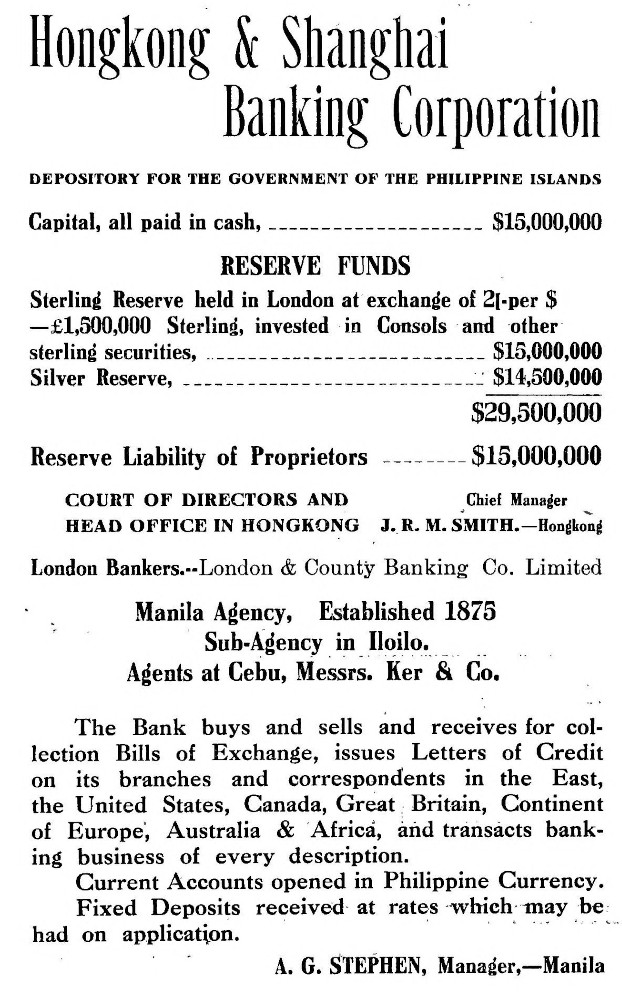 Hongkong & Shanghai
Banking Corporation
DEPOSITORY FOR THE GOVERNMENT OF THE PHILIPPINE ISLANDS
Capital, all paid in cash, -------------------- $15,000,000
RESERVE FUNDS
Sterling Reserve held in London at exchange of 2[-per $
—£1,500,000 Sterling, invested in Consols and other
sterling securities, -------------------------- $15,000,000
Silver Reserve, ---------------------------- $14,500,000
$29,500,000
Reserve Liability of Proprietors -------- $15,000,000
COURT OF DIRECTORS AND Chief Manager
HEAD OFFICE IN HONGKONG J. R. M. SMITH.—Hongkong
London Bankers.--London & County Banking Co. Limited
Manila Agency, Established 1875
Sub-Agency in Iloilo.
Agents at Cebu, Messrs. Ker & Co.
The Bank buys and sells and receives for col-
lection Bills of Exchange, issues Letters of Credit
on its branches and correspondents in the East,
the United States, Canada, Great Britain, Continent
of Europe, Australia & Africa, and transacts bank-
ing business of every description.
Current Accounts opened in Philippine Currency.
Fixed Deposits received at rates which may be
had on application.
A. G. STEPHEN, Manager,—Manila